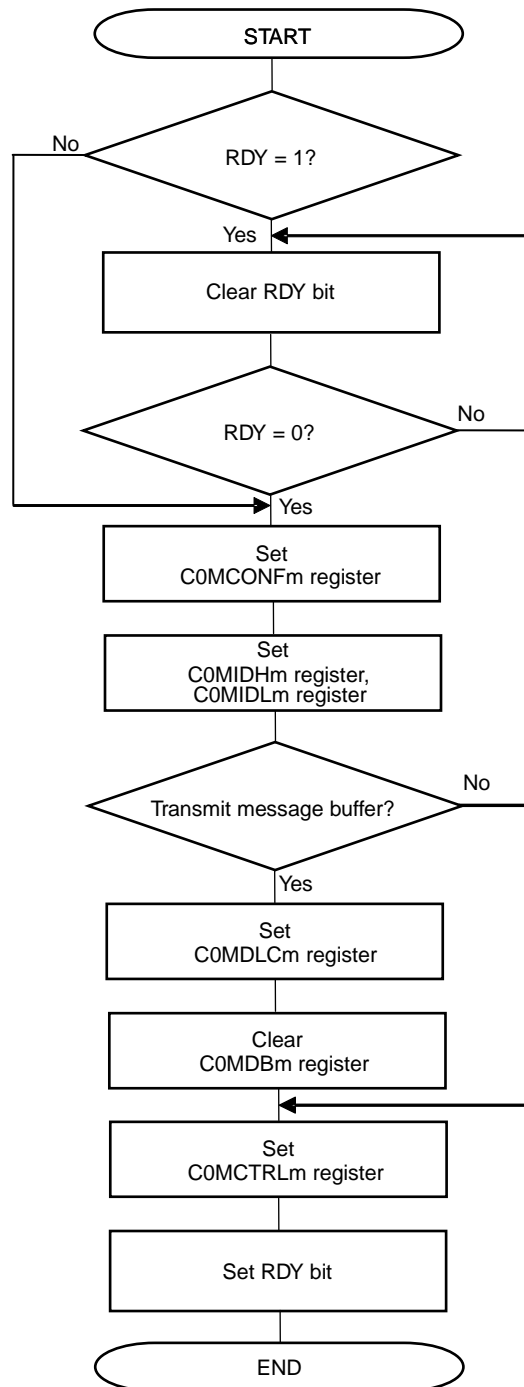 START
No
RDY = 1?
Yes
Clear RDY bit
No
RDY = 0?
Yes
Set
C0MCONFm register
Set
C0MIDHm register,
C0MIDLm register
No
Transmit message buffer?
Yes
Set
C0MDLCm register
Clear
C0MDBm register
Set
C0MCTRLm register
Set RDY bit
END